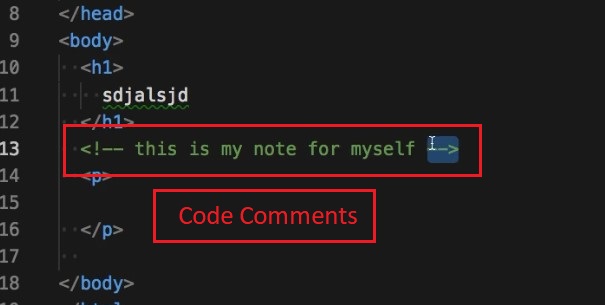 8 </head>
9 <body>
10 <h1>
11 sdjalsjd
12 </h1>
13 <!-- this is my note for myself -->
14 <p>
15
Code Comments
16 </p>
17
18 </body>